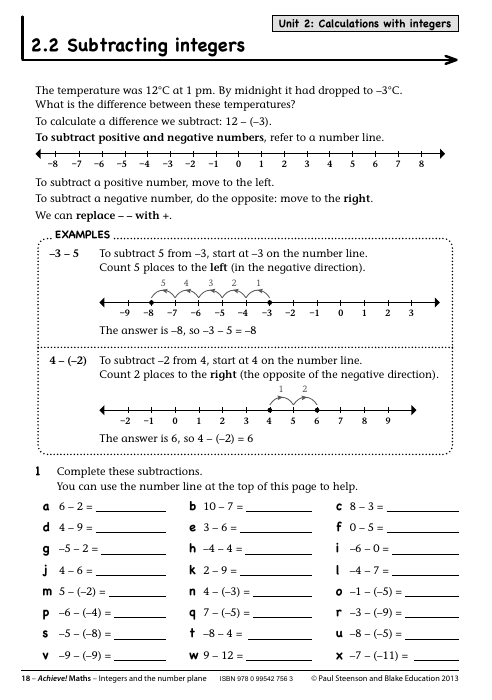 Unit 2: Calculations with integers
2.2 Subtracting integers
The temperature was 12°C at 1 pm. By midnight it had dropped to –3°C.
What is the difference between these temperatures?
To calculate a difference we subtract: 12 – (–3).
To subtract positive and negative numbers, refer to a number line.
–8 –7 –6 –5 –4 –3 –2 –1 0 1 2 3 4 5 6 7 8
To subtract a positive number, move to the left.
To subtract a negative number, do the opposite: move to the right.
We can replace – – with +.
EXAMPLES
–3 – 5 To subtract 5 from –3, start at –3 on the number line.
Count 5 places to the left (in the negative direction).
5 4 3 2 1
–9 –8 –7 –6 –5 –4 –3 –2 –1 0 1 2 3
The answer is –8, so –3 – 5 = –8
4 – (–2) To subtract –2 from 4, start at 4 on the number line.
Count 2 places to the right (the opposite of the negative direction).
1 2
–2 –1 0 1 2 3 4 5 6 7 8 9
The answer is 6, so 4 – (–2) = 6
1 Complete these subtractions.
You can use the number line at the top of this page to help.
a 6 – 2 = b 10 – 7 = c 8 – 3 =
d 4 – 9 = e 3 – 6 = f 0 – 5 =
g –5 – 2 = h –4 – 4 = i –6 – 0 =
j 4 – 6 = k 2 – 9 = l –4 – 7 =
m 5 – (–2) = n 4 – (–3) = o –1 – (–5) =
p –6 – (–4) = q 7 – (–5) = r –3 – (–9) =
s –5 – (–8) = t –8 – 4 = u –8 – (–5) =
v –9 – (–9) = w 9 – 12 = x –7 – (–11) =
18 – Achieve! Maths – Integers and the number plane ISBN 978 0 99542 756 3 © Paul Steenson and Blake Education 2013